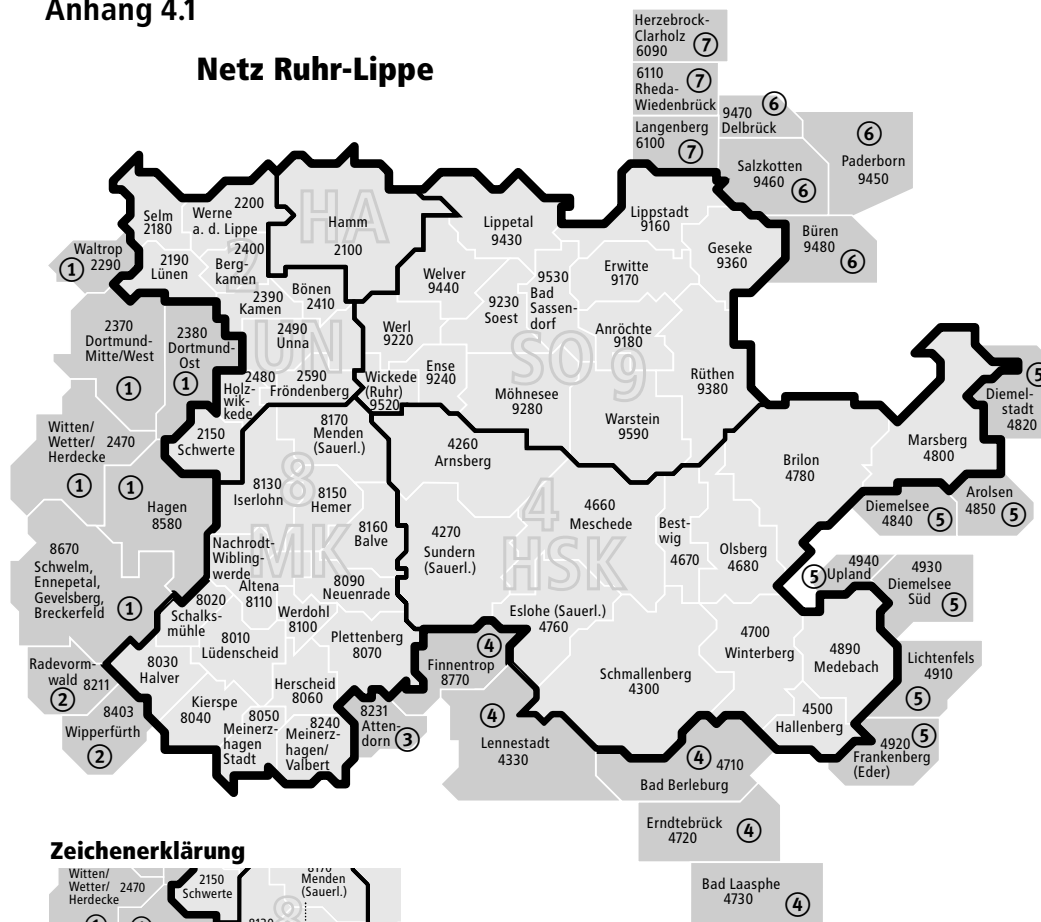 Anhang 4.1
Netz Ruhr-Lippe
Herzebrock-
Clarholz
6090
7
6110
Rheda-
Wiedenbrück
7
Langenberg
6100
7
9470
Delbrück
6
6
Paderborn
9450
Salzkotten
9460
6
Büren
9480
6
HA
2
UN
SO 9
8
MK
4
HSK
Selm
2180
Werne
a. d. Lippe
2200
Hamm
2100
Lippetal
9430
Lippstadt
9160
Geseke
9360
Waltrop
2290
1
2190
Lünen
2400
Berg-
kamen
Bönen
2410
2390
Kamen
Welver
9440
9230
Soest
9530
Bad
Sassen-
dorf
Erwitte
9170
Anröchte
9180
2370
Dortmund-
Mitte/West
1
2380
Dortmund-
Ost
1
2490
Unna
Werl
9220
Ense
9240
Wickede
(Ruhr)
9520
2480
Holz-
wik-
kede
2590
Fröndenberg
Möhnesee
9280
Rüthen
9380
Warstein
9590
5
Diemel-
stadt
4820
Witten/
Wetter/
Herdecke
2470
1
2150
Schwerte
8170
Menden
(Sauerl.)
4260
Arnsberg
Brilon
4780
Marsberg
4800
1
Hagen
8580
8130
Iserlohn
8150
Hemer
8160
Balve
4660
Meschede
Best-
wig
4670
Diemelsee
4840
5
Arolsen
4850
5
8670
Schwelm,
Ennepetal,
Gevelsberg,
Breckerfeld
1
Nachrodt-
Wibling-
werde
4270
Sundern
(Sauerl.)
Olsberg
4680
4940
Upland
5
4930
Diemelsee
Süd
5
Altena
8110
8090
Neuenrade
8020
Schalks-
mühle
Werdohl
8100
Eslohe (Sauerl.)
4760
8010
Lüdenscheid
Plettenberg
8070
4700
Winterberg
4890
Medebach
Lichtenfels
4910
5
Radevorm-
wald
8211
2
8030
Halver
4
Finnentrop
8770
Schmallenberg
4300
8403
Wipperfürth
2
Kierspe
8040
Herscheid
8060
8050
Meinerz-
hagen
Stadt
8240
Meinerz-
hagen/
Valbert
8231
Atten-
dorn
3
4
Lennestadt
4330
4500
Hallenberg
4920
Frankenberg
(Eder)
5
4
4710
Bad Berleburg
Erndtebrück
4720
4
Bad Laasphe
4730
4
Zeichenerklärung
Witten/
Wetter/
Herdecke
2470
2150
Schwerte
8170
Menden
(Sauerl.)
8
8130